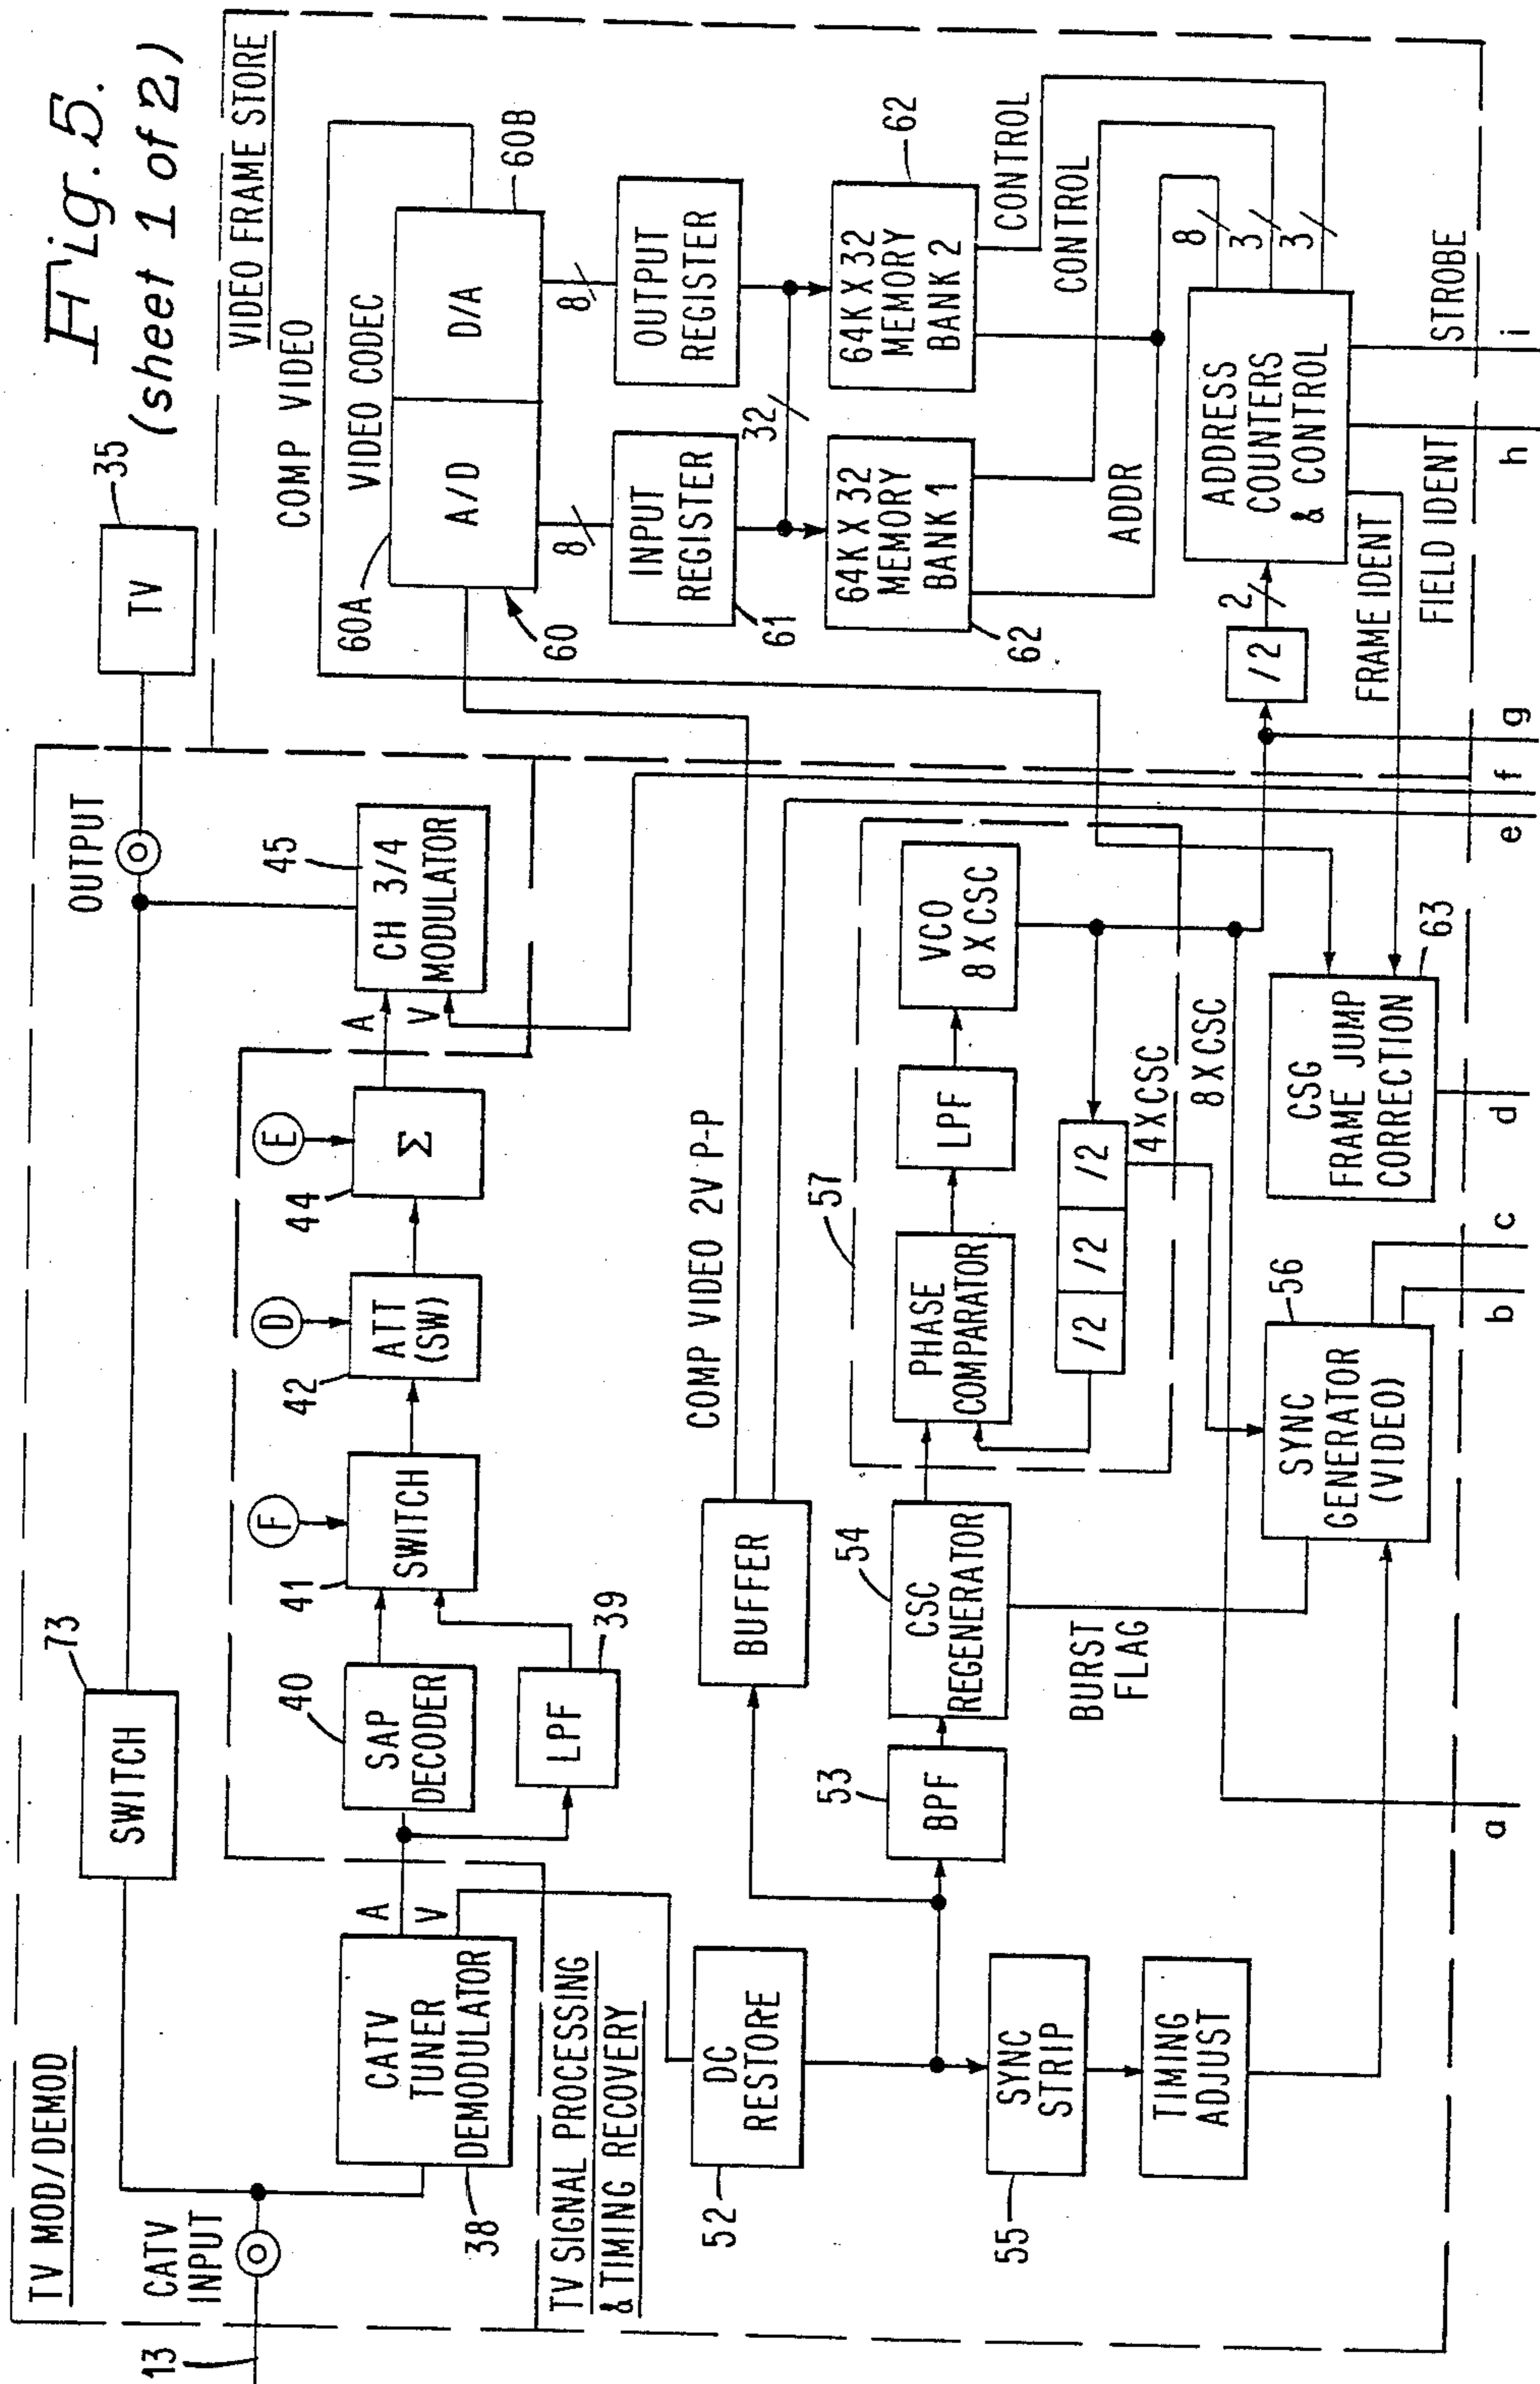 Fig. 5.
(sheet 1 of 2)
TV MOD/DEMOD
CATV
INPUT
13
SWITCH
73
OUTPUT
TV
35
CATV
TUNER
DEMODULATOR
38
A
V
SAP
DECODER
40
LPF
39
F
SWITCH
41
D
ATT
(SW)
42
E
Σ
44
A
V
CH 3/4
MODULATOR
45
TV SIGNAL PROCESSING
& TIMING RECOVERY
DC
RESTORE
52
BUFFER
COMP VIDEO 2V P-P
BPF
53
CSC
REGENERATOR
54
BURST
FLAG
57
PHASE
COMPARATOR
LPF
VCO
8 X CSC
/2
/2
/2
4 X CSC
8 X CSC
SYNC
STRIP
55
TIMING
ADJUST
SYNC
GENERATOR
(VIDEO)
56
CSG
FRAME JUMP
CORRECTION
63
VIDEO FRAME STORE
COMP VIDEO
VIDEO CODEC
60A
A/D
D/A
60B
60
8
8
INPUT
REGISTER
61
OUTPUT
REGISTER
32
64K X 32
MEMORY
BANK 1
62
64K X 32
MEMORY
BANK 2
62
CONTROL
CONTROL
ADDR
8
3
3
/2
2
ADDRESS
COUNTERS
& CONTROL
FRAME IDENT
FIELD IDENT
STROBE
a
b
c
d
e
f
g
h
i